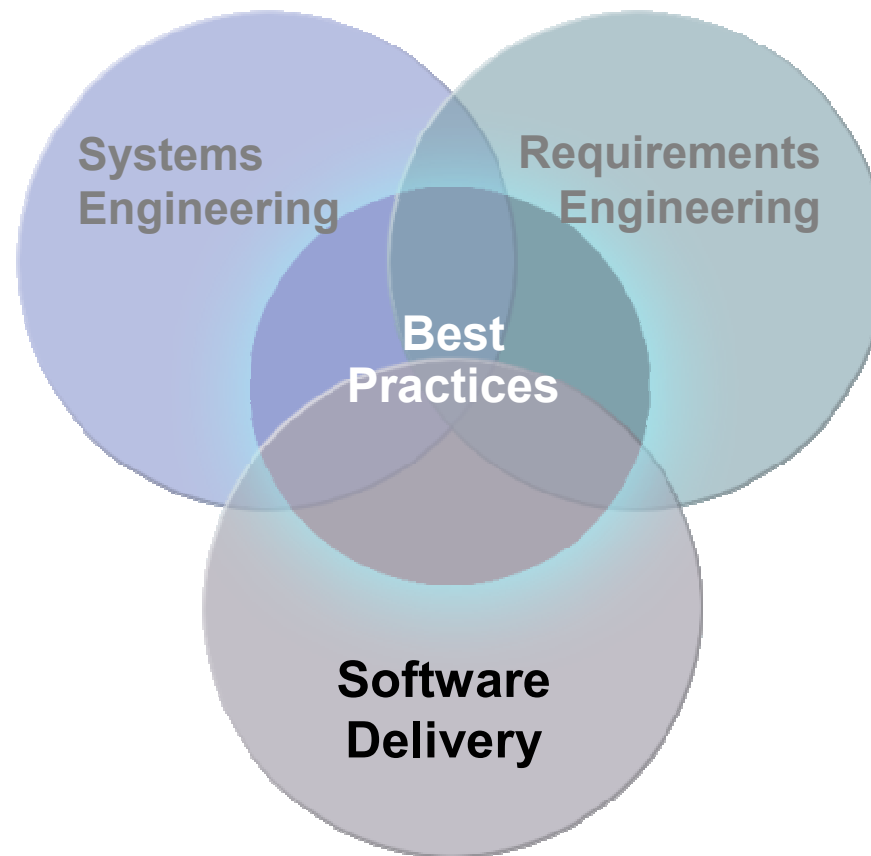 Systems
Engineering
Requirements
Engineering
Best
Practices
Software
Delivery